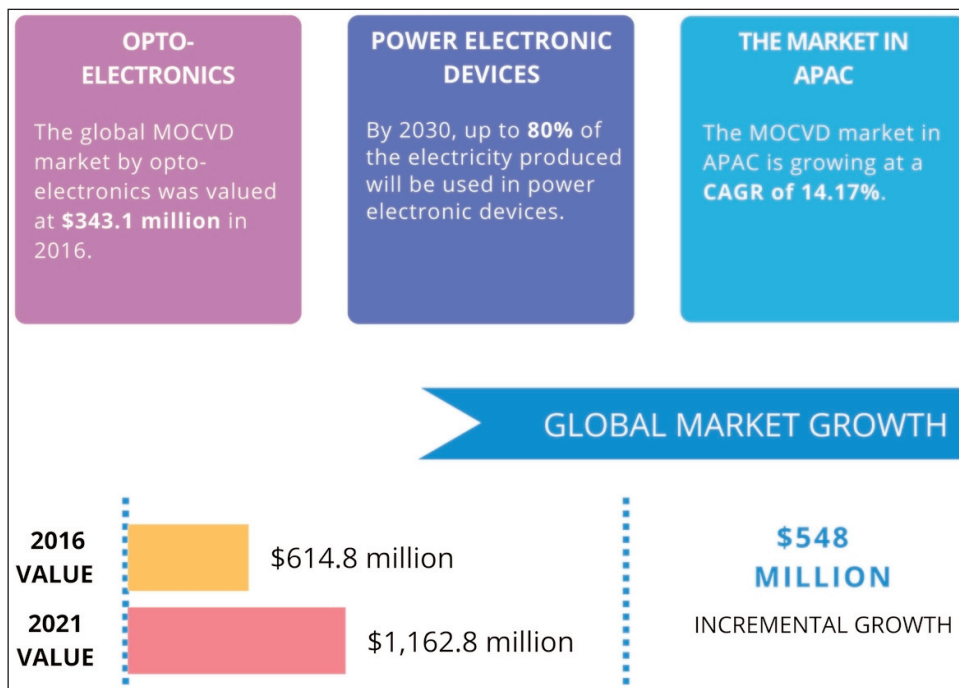 OPTO-
ELECTRONICS
The global MOCVD
market by opto-
electronics was valued
at $343.1 million in
2016.
POWER ELECTRONIC
DEVICES
By 2030, up to 80% of
the electricity produced
will be used in power
electronic devices.
THE MARKET IN
APAC
The MOCVD market in
APAC is growing at a
CAGR of 14.17%.
GLOBAL MARKET GROWTH
2016
VALUE
$614.8 million
2021
VALUE
$1,162.8 million
$548
MILLION
INCREMENTAL GROWTH